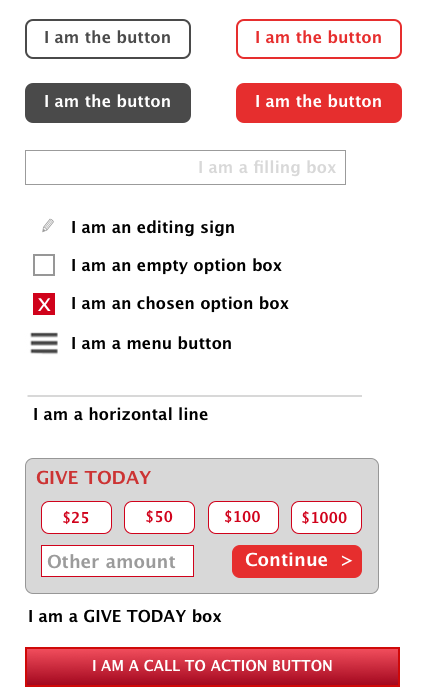 I am the button
I am the button
I am the button
I am the button
I am a filling box
I am an editing sign
I am an empty option box
X
I am an chosen option box
I am a menu button
I am a horizontal line
GIVE TODAY
$25
$50
$100
$1000
Other amount
Continue >
I am a GIVE TODAY box
I AM A CALL TO ACTION BUTTON